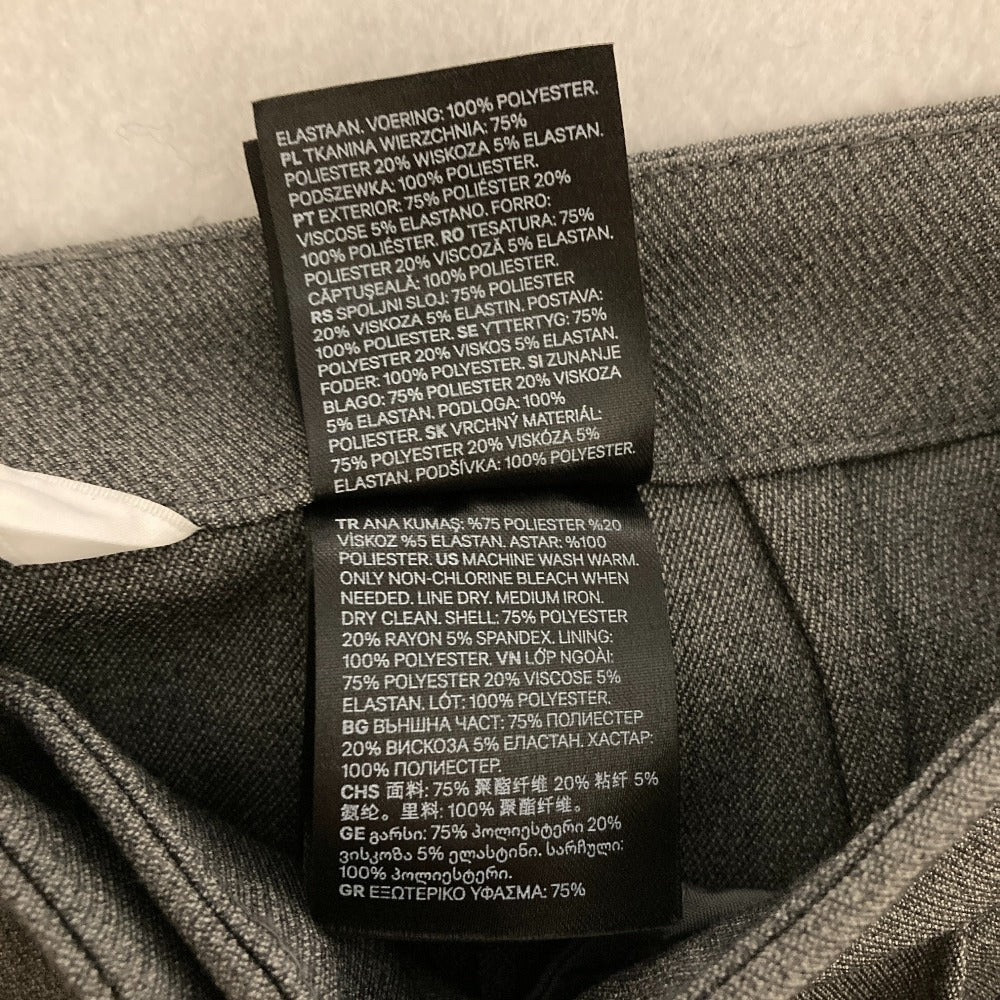 ELASTAAN. VOERING: 100% POLYESTER.
PL TKANINA WIERZCHNIA: 75%
POLIESTER 20% WISKOZA 5% ELASTAN.
PODSZEWKA: 100% POLIESTER.
PT EXTERIOR: 75% POLIÉSTER 20%
VISCOSE 5% ELASTANO. FORRO:
100% POLIÉSTER. RO TESATURA: 75%
POLIESTER 20% VISCOZĂ 5% ELASTAN.
CĂPTUŞEALĂ: 100% POLIESTER.
RS SPOLJNI SLOJ: 75% POLIESTER
20% VISKOZA 5% ELASTIN. POSTAVA:
100% POLIESTER. SE YTTERTYG: 75%
POLYESTER 20% VISKOS 5% ELASTAN.
FODER: 100% POLYESTER. SI ZUNANJE
BLAGO: 75% POLIESTER 20% VISKOZA
5% ELASTAN. PODLOGA: 100%
POLIESTER. SK VRCHNÝ MATERIÁL:
75% POLYESTER 20% VISKÓZA 5%
ELASTAN. PODŠÍVKA: 100% POLYESTER.
TR ANA KUMAŞ: %75 POLIESTER %20
VİSKOZ %5 ELASTAN. ASTAR: %100
POLIESTER. US MACHINE WASH WARM.
ONLY NON-CHLORINE BLEACH WHEN
NEEDED. LINE DRY. MEDIUM IRON.
DRY CLEAN. SHELL: 75% POLYESTER
20% RAYON 5% SPANDEX. LINING:
100% POLYESTER. VN LỚP NGOÀI:
75% POLYESTER 20% VISCOSE 5%
ELASTAN. LÓT: 100% POLYESTER.
BG ВЪНШНА ЧАСТ: 75% ПОЛИЕСТЕР
20% ВИСКОЗА 5% ЕЛАСТАН. ХАСТАР:
100% ПОЛИЕСТЕР.
CHS 面料: 75% 聚酯纤维 20% 粘纤 5%
氨纶。里料: 100% 聚酯纤维。
GE გარსი: 75% პოლიესტერი 20%
ვისკოზა 5% ელასტინი. სარჩული:
100% პოლიესტერი.
GR ΕΞΩΤΕΡΙΚΟ ΥΦΑΣΜΑ: 75%